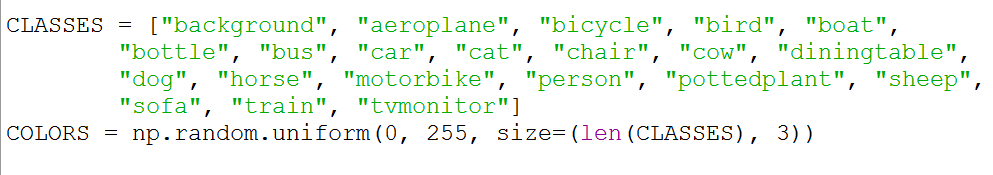 CLASSES = ["background", "aeroplane", "bicycle", "bird", "boat",
"bottle", "bus", "car", "cat", "chair", "cow", "diningtable",
"dog", "horse", "motorbike", "person", "pottedplant", "sheep",
"sofa", "train", "tvmonitor"]
COLORS = np.random.uniform(0, 255, size=(len(CLASSES), 3))